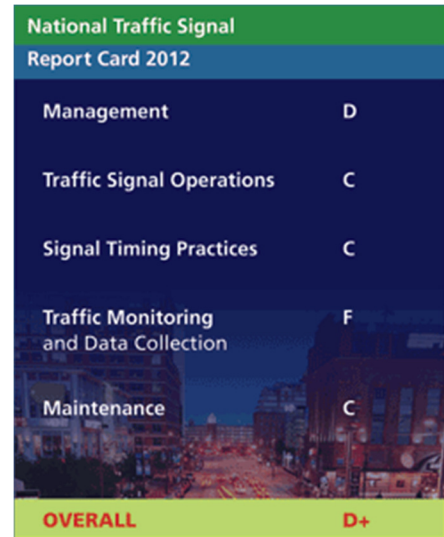 National Traffic Signal
Report Card 2012
Management D
Traffic Signal Operations C
Signal Timing Practices C
Traffic Monitoring F
and Data Collection
Maintenance C
OVERALL D+